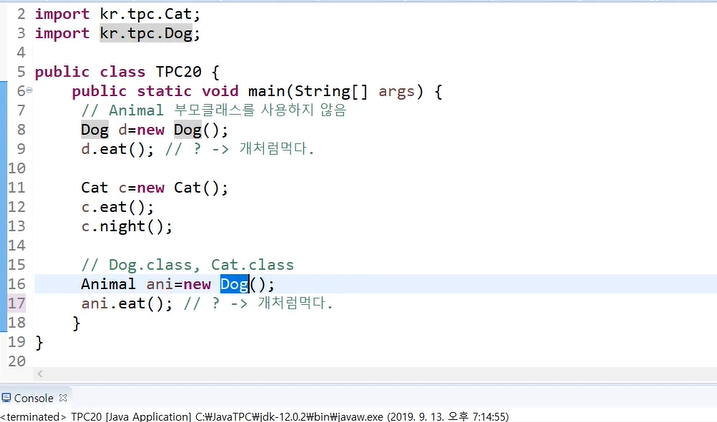 2 import kr.tpc.Cat;
3 import kr.tpc.Dog;
4
5 public class TPC20 {
6 public static void main(String[] args) {
7 // Animal 부모클래스를 사용하지 않음
8 Dog d=new Dog();
9 d.eat(); // ? -> 개처럼먹다.
10
11 Cat c=new Cat();
12 c.eat();
13 c.night();
14
15 // Dog.class, Cat.class
16 Animal ani=new Dog();
17 ani.eat(); // ? -> 개처럼먹다.
18 }
19 }
20
Console
<terminated> TPC20 [Java Application] C:₩JavaTPC₩jdk-12.0.2₩bin₩javaw.exe (2019. 9. 13. 오후 7:14:55)